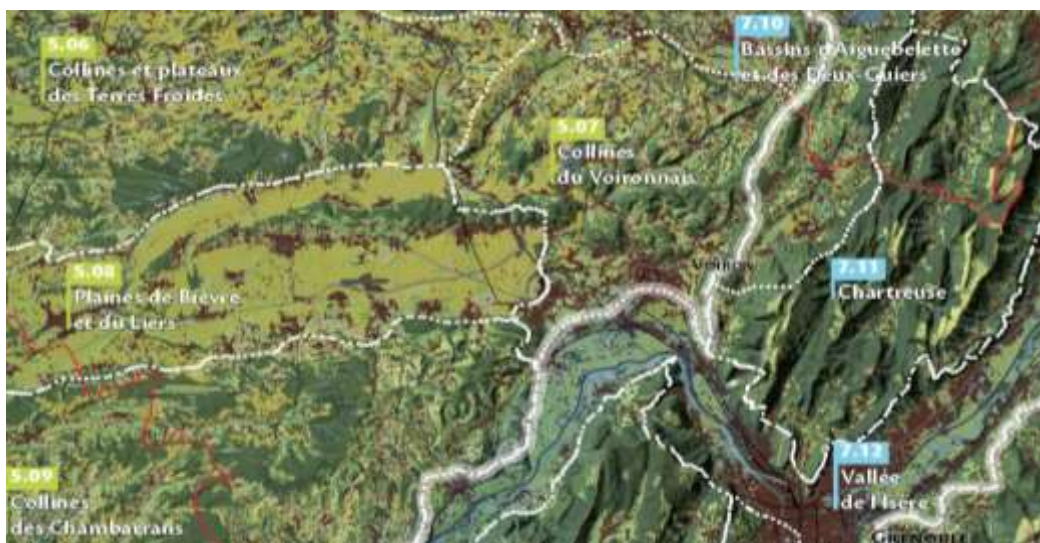 5.06
Collines et plateaux
des Terres Froides
7.10
Bassins d'Aiguebelette
et des Deux-Guiers
5.07
Collines
du Voironnais
Voiron
5.08
Plaines de Bièvre
et du Liers
7.11
Chartreuse
5.09
Collines
des Chambarans
7.12
Vallée
de l'Isère
GRENOBLE